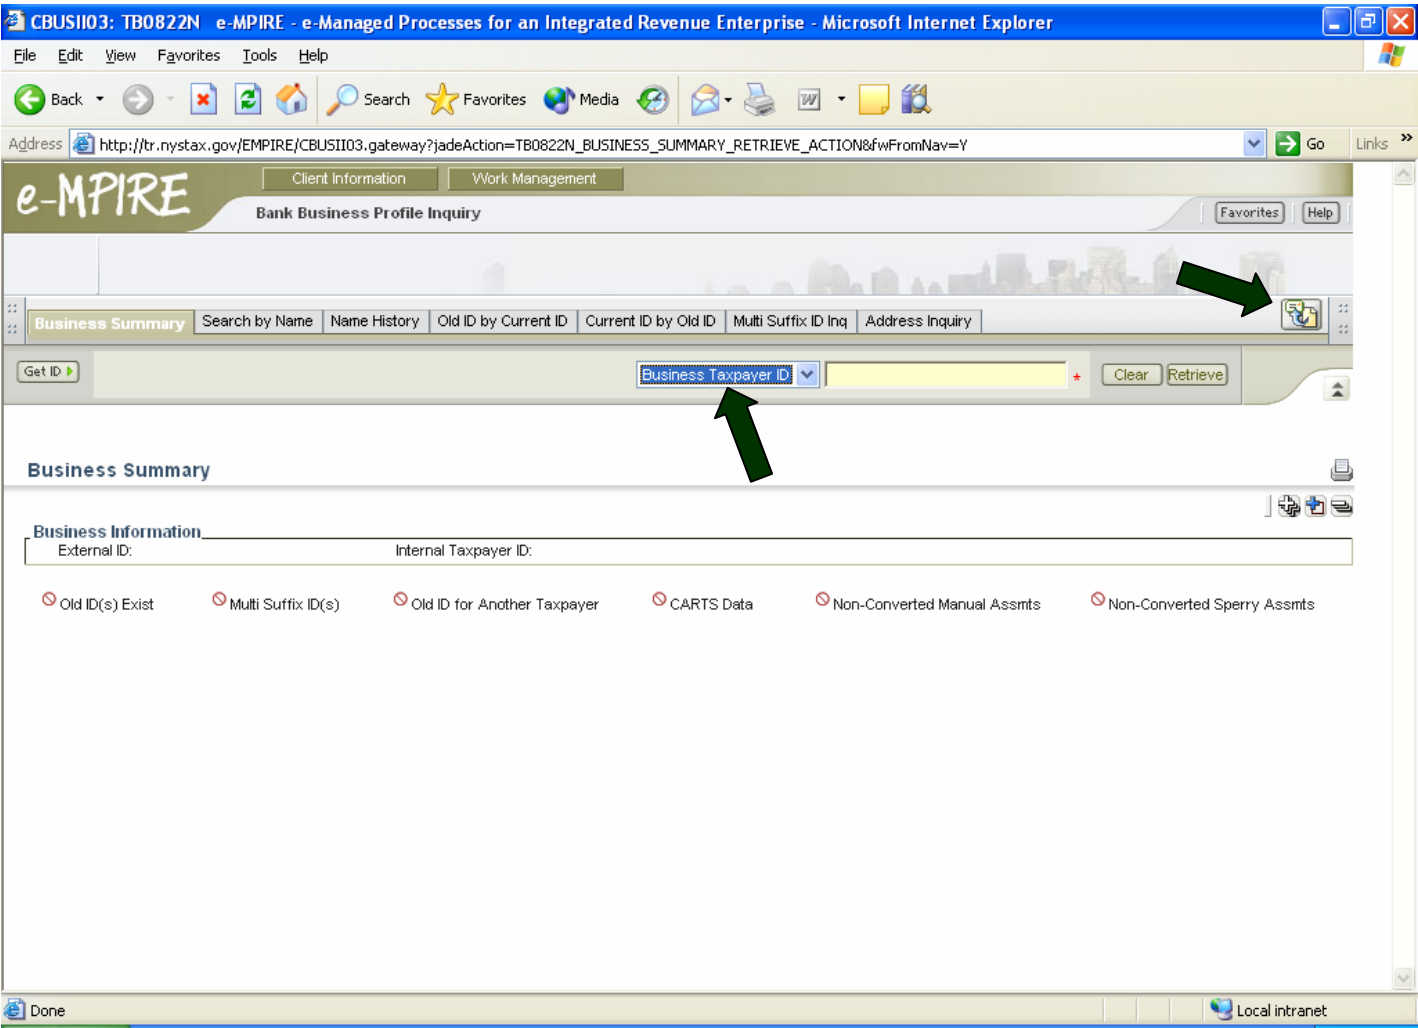 CBUSII03: TB0822N e-MPIRE - e-Managed Processes for an Integrated Revenue Enterprise - Microsoft Internet Explorer
File Edit View Favorites Tools Help
Back Search Favorites Media
Address http://tr.nystax.gov/EMPIRE/CBUSII03.gateway?jadeAction=TB0822N_BUSINESS_SUMMARY_RETRIEVE_ACTION&fwFromNav=Y Go Links »
e-MPIRE Client Information Work Management
Bank Business Profile Inquiry Favorites Help
Business Summary Search by Name Name History Old ID by Current ID Current ID by Old ID Multi Suffix ID Inq Address Inquiry
Get ID Business Taxpayer ID * Clear Retrieve
Business Summary
Business Information
External ID: Internal Taxpayer ID:
Old ID(s) Exist Multi Suffix ID(s) Old ID for Another Taxpayer CARTS Data Non-Converted Manual Assmts Non-Converted Sperry Assmts
Done Local intranet